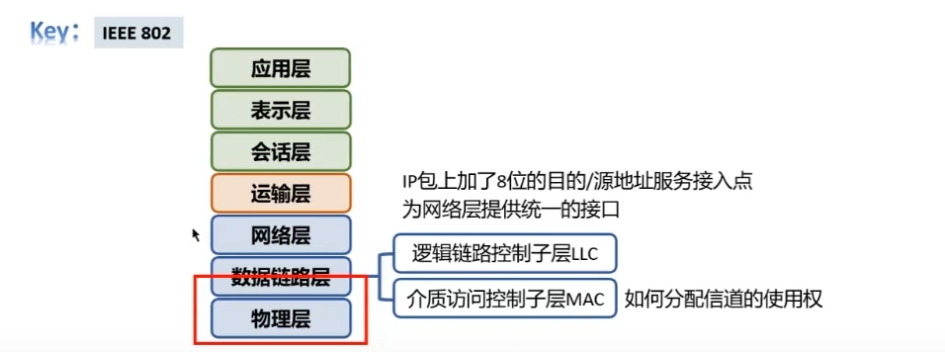 Key： IEEE 802
应用层
表示层
会话层
运输层
IP包上加了8位的目的/源地址服务接入点
为网络层提供统一的接口
网络层
逻辑链路控制子层LLC
数据链路层
介质访问控制子层MAC 如何分配信道的使用权
物理层